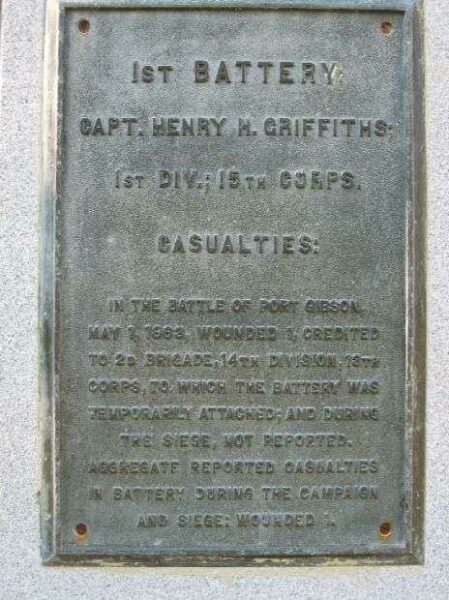 1ST BATTERY:
CAPT. HENRY H. GRIFFITHS:
1ST DIV.; 15TH CORPS.
CASUALTIES:
IN THE BATTLE OF PORT GIBSON,
MAY 1, 1863, WOUNDED 1, CREDITED
TO 2D BRIGADE, 14TH DIVISION, 13TH
CORPS, TO WHICH THE BATTERY WAS
TEMPORARILY ATTACHED; AND DURING
THE SIEGE, NOT REPORTED.
AGGREGATE REPORTED CASUALTIES
IN BATTERY DURING THE CAMPAIGN
AND SIEGE; WOUNDED 1.